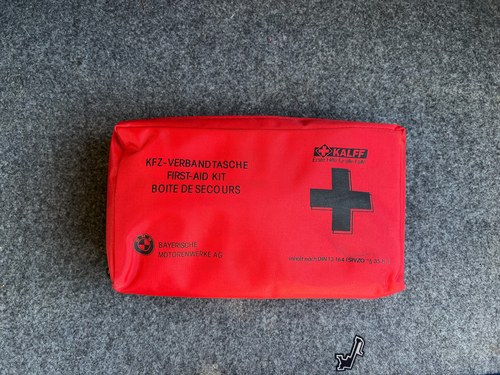 KFZ-VERBANDTASCHE
FIRST-AID KIT
BOITE DE SECOURS
KALFF
BAYERISCHE
MOTORENWERKE AG